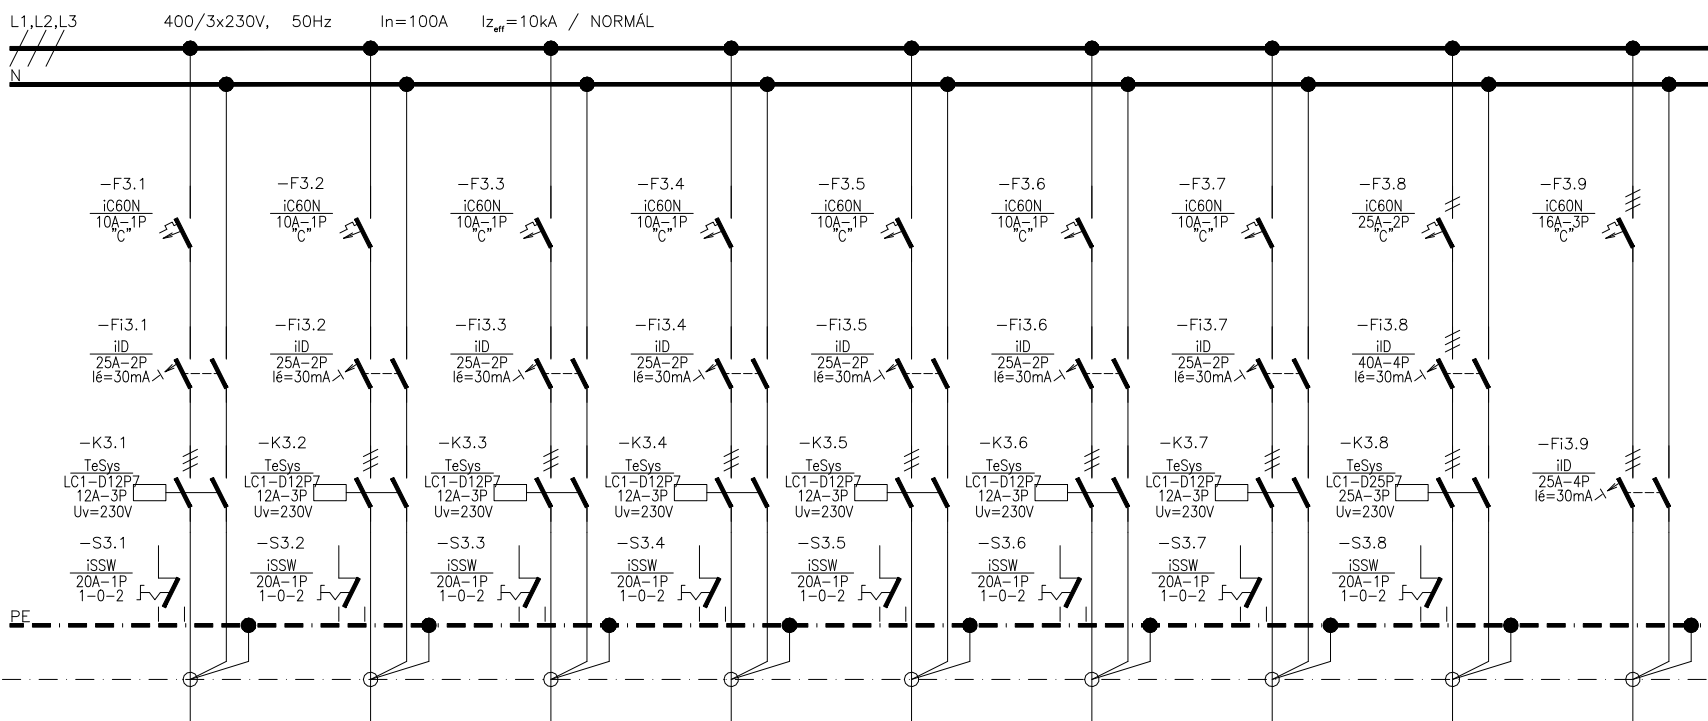 L1,L2,L3 400/3x230V, 50Hz In=100A Iz eff=10kA / NORMÁL
N
-F3.1 -F3.2 -F3.3 -F3.4 -F3.5 -F3.6 -F3.7 -F3.8 -F3.9
iC60N iC60N iC60N iC60N iC60N iC60N iC60N iC60N iC60N
10A-1P 10A-1P 10A-1P 10A-1P 10A-1P 10A-1P 10A-1P 25A-2P 16A-3P
"C" "C" "C" "C" "C" "C" "C" "C" "C"
-Fi3.1 -Fi3.2 -Fi3.3 -Fi3.4 -Fi3.5 -Fi3.6 -Fi3.7 -Fi3.8
iID iID iID iID iID iID iID iID
25A-2P 25A-2P 25A-2P 25A-2P 25A-2P 25A-2P 25A-2P 40A-4P
Ié=30mA Ié=30mA Ié=30mA Ié=30mA Ié=30mA Ié=30mA Ié=30mA Ié=30mA
-K3.1 -K3.2 -K3.3 -K3.4 -K3.5 -K3.6 -K3.7 -K3.8 -Fi3.9
TeSys TeSys TeSys TeSys TeSys TeSys TeSys TeSys iID
LC1-D12P7 LC1-D12P7 LC1-D12P7 LC1-D12P7 LC1-D12P7 LC1-D12P7 LC1-D12P7 LC1-D25P7 25A-4P
12A-3P 12A-3P 12A-3P 12A-3P 12A-3P 12A-3P 12A-3P 25A-3P Ié=30mA
Uv=230V Uv=230V Uv=230V Uv=230V Uv=230V Uv=230V Uv=230V Uv=230V
-S3.1 -S3.2 -S3.3 -S3.4 -S3.5 -S3.6 -S3.7 -S3.8
iSSW iSSW iSSW iSSW iSSW iSSW iSSW iSSW
20A-1P 20A-1P 20A-1P 20A-1P 20A-1P 20A-1P 20A-1P 20A-1P
1-0-2 1-0-2 1-0-2 1-0-2 1-0-2 1-0-2 1-0-2 1-0-2
PE